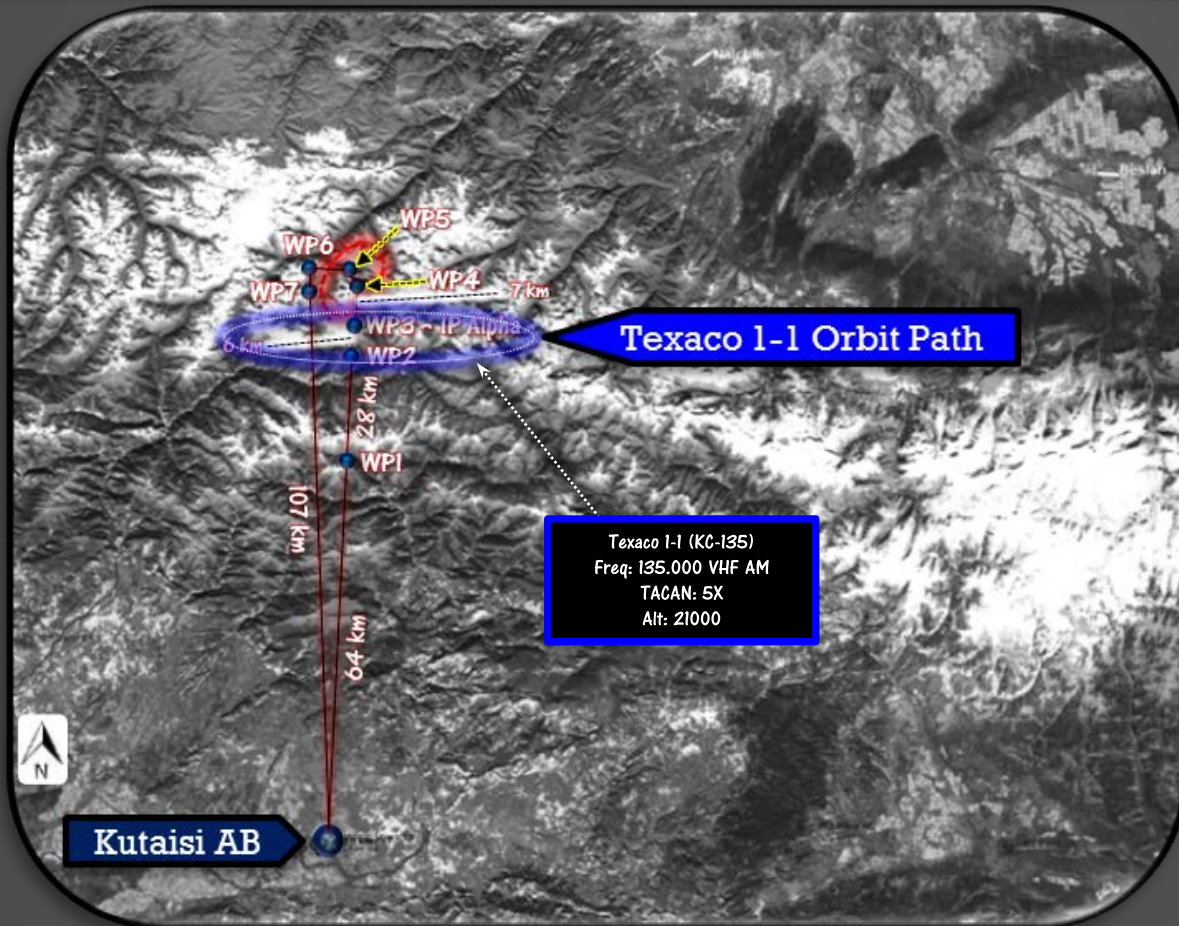 Nalchik
Beslan
WP5
WP6
WP4
WP7
7 km
WP3 - IP Alpha
Texaco 1-1 Orbit Path
6 km
WP2
28 km
WP1
107 km
Texaco 1-1 (KC-135)
Freq: 135.000 VHF AM
TACAN: 5X
Alt: 21000
64 km
N
Kutaisi AB